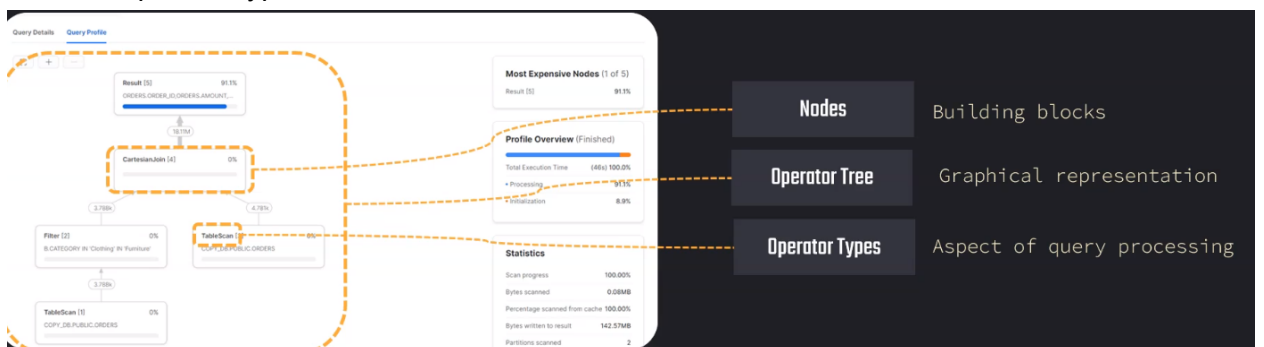 Query Details Query Profile
+ −
Result [5] 91.1%
ORDERS.ORDER_ID,ORDERS.AMOUNT,...
18.11M
CartesianJoin [4] 0%
3.788k 4.781k
Filter [2] 0%
B.CATEGORY IN 'Clothing' IN 'Furniture'
TableScan 0%
COPY_DB.PUBLIC.ORDERS
3.788k
TableScan [1] 0%
COPY_DB.PUBLIC.ORDERS
Most Expensive Nodes (1 of 5)
Result [5] 91.1%
Profile Overview (Finished)
Total Execution Time (46s) 100.0%
• Processing 91.1%
• Initialization 8.9%
Statistics
Scan progress 100.00%
Bytes scanned 0.08MB
Percentage scanned from cache 100.00%
Bytes written to result 142.57MB
Partitions scanned 2
Nodes Building blocks
Operator Tree Graphical representation
Operator Types Aspect of query processing